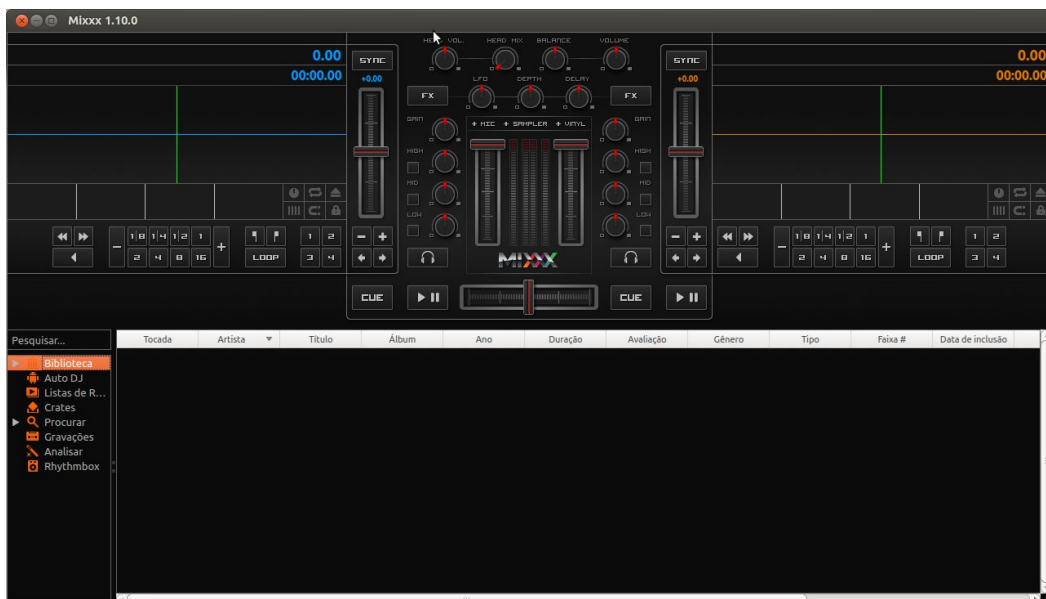 Mixxx 1.10.0
HEAD VOL. HEAD MIX BALANCE VOLUME
0.00 SYNC SYNC 0.00
00:00.00 +0.00 +0.00 00:00.00
LFO DEPTH DELAY
FX FX
GAIN + MIC + SAMPLER + VINYL GAIN
HIGH HIGH
MID MID
LOW LOW
1/8 1/4 1/2 1 1 2 1/8 1/4 1/2 1 1 2
2 4 8 16 LOOP 3 4 MIXXX 2 4 8 16 LOOP 3 4
CUE CUE
Pesquisar... Tocada Artista Título Álbum Ano Duração Avaliação Gênero Tipo Faixa # Data de inclusão
Biblioteca
Auto DJ
Listas de R...
Crates
Procurar
Gravações
Analisar
Rhythmbox